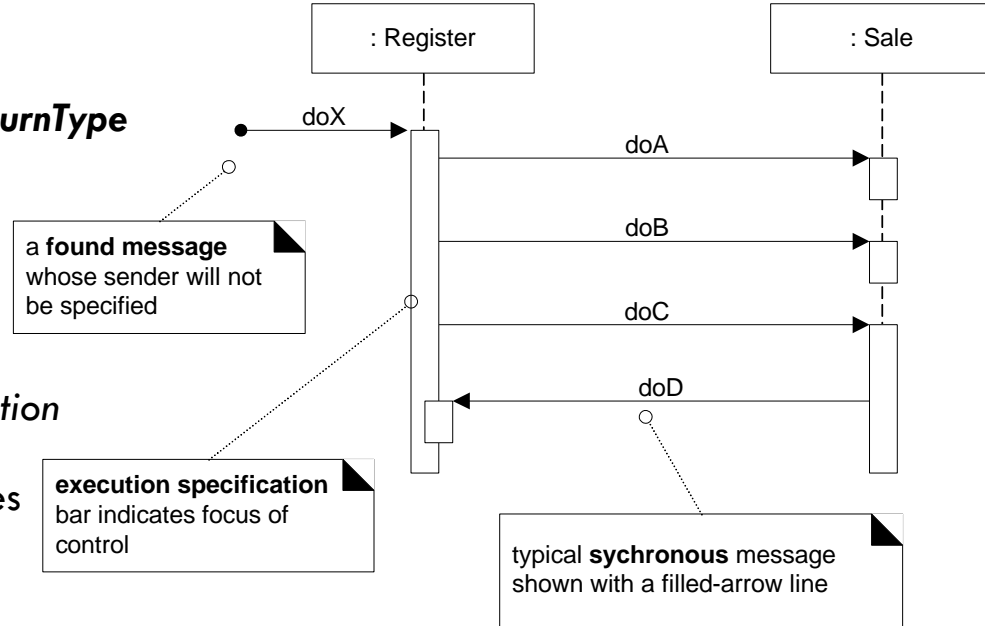 : Register
: Sale
urnType
doX
doA
a found message
whose sender will not
be specified
doB
doC
doD
tion
es
execution specification
bar indicates focus of
control
typical sychronous message
shown with a filled-arrow line